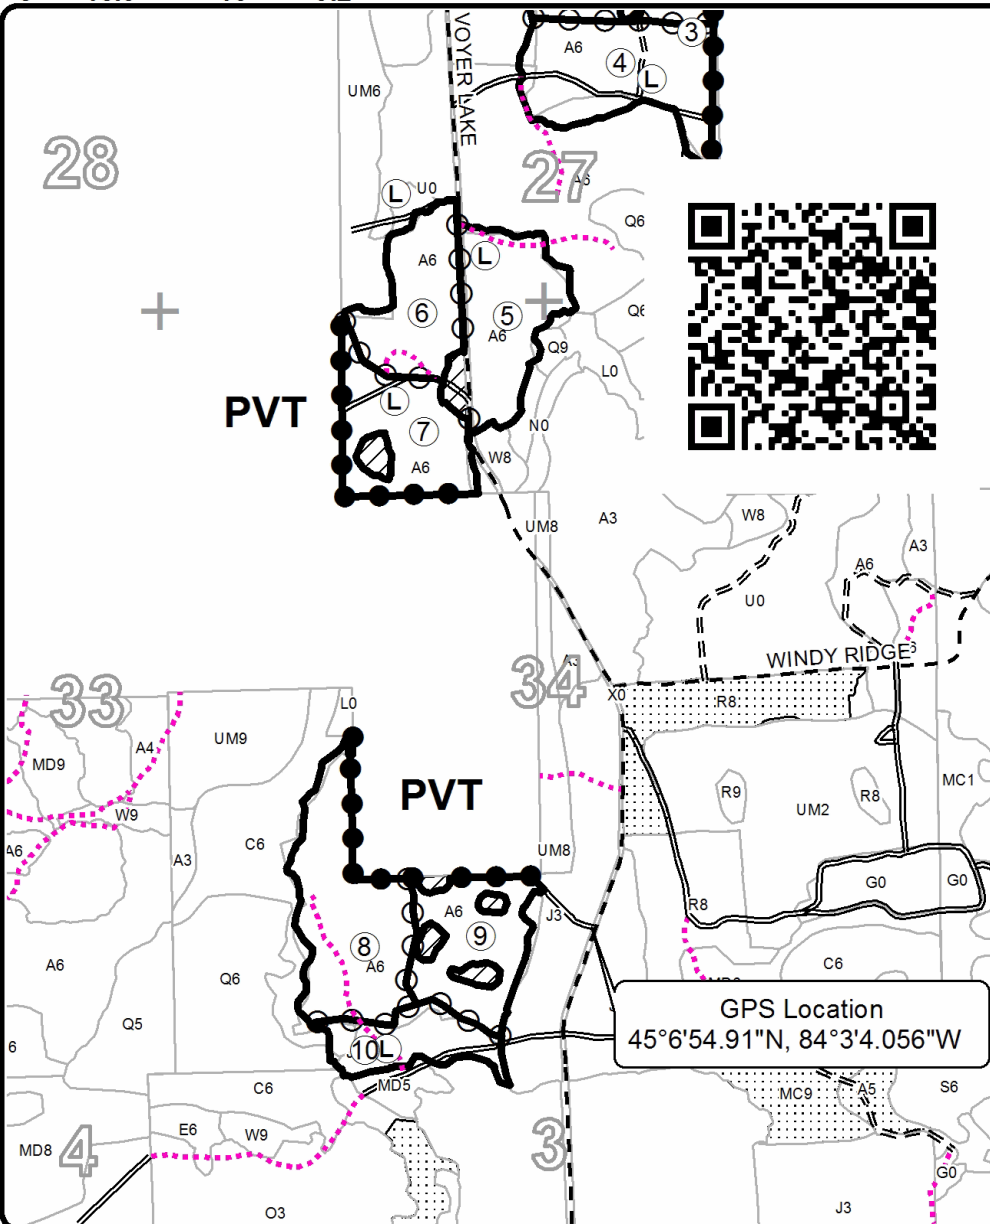 VOYER LAKE
3
A6
4
L
UM6
28
27
A6
L
U0
Q6
A6
L
6
5
A6
Q6
Q9
L0
PVT
L
7
A6
N0
W8
UM8
A3
W8
A3
A6
U0
WINDY RIDGE
33
34
A3
X0
L0
R8
UM9
A4
MD9
W9
PVT
R9
UM2
R8
MC1
A6
A3
C6
UM8
G0
G0
A6
9
J3
R8
A6
8
A6
Q6
C6
GPS Location
45°6'54.91"N, 84°3'4.056"W
Q5
6
10
L
C6
MD5
MC9
A5
S6
E6
W9
MD8
4
3
G0
O3
J3